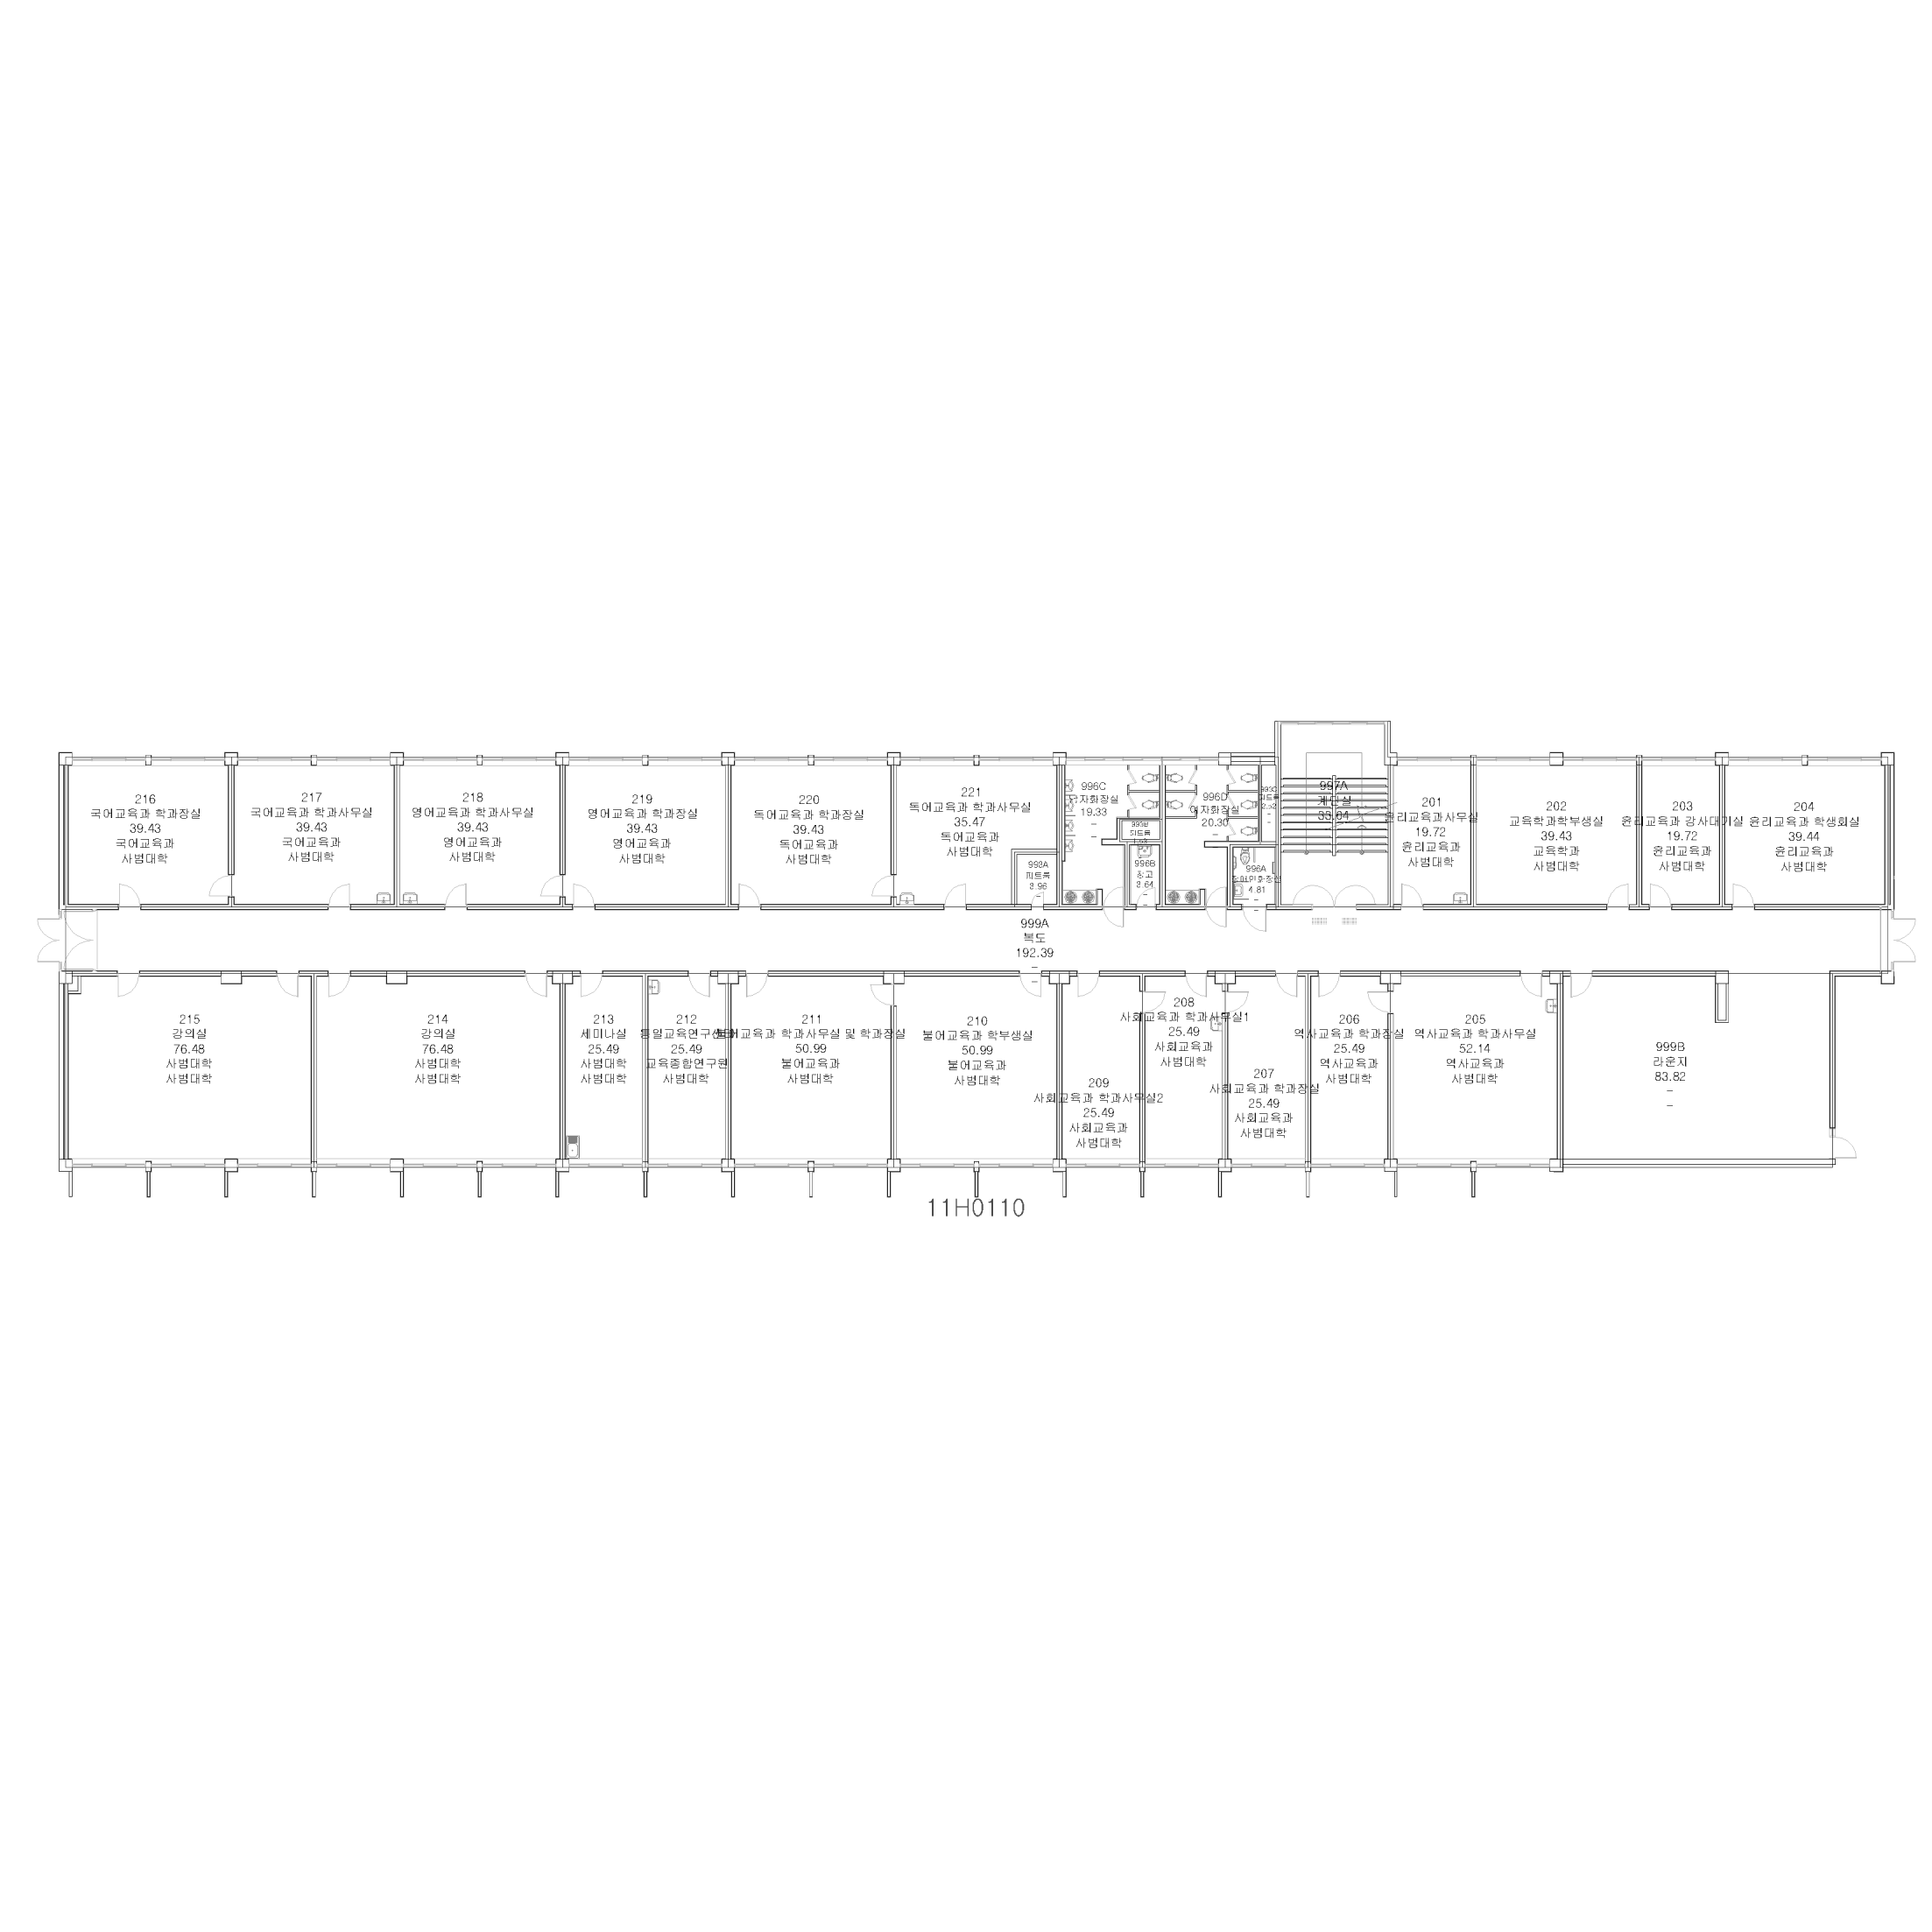 216
국어교육과 학과장실
39.43
국어교육과
사범대학
217
국어교육과 학과사무실
39.43
국어교육과
사범대학
218
영어교육과 학과사무실
39.43
영어교육과
사범대학
219
영어교육과 학과장실
39.43
영어교육과
사범대학
220
독어교육과 학과장실
39.43
독어교육과
사범대학
221
독어교육과 학과사무실
35.47
독어교육과
사범대학
998A
피트룸
3.96
-
996C
19.33
-
피트룸
996B
창고
3.64
-
996D
여자화장실
20.30
-
피트룸
996A
4.81
-
997A
계단실
33.64
201
윤리교육과사무실
19.72
윤리교육과
사범대학
202
교육학과학부생실
39.43
교육학과
사범대학
203
윤리교육과 강사대기실
19.72
윤리교육과
사범대학
204
윤리교육과 학생회실
39.44
윤리교육과
사범대학
999A
복도
192.39
-
-
215
강의실
76.48
사범대학
사범대학
214
강의실
76.48
사범대학
사범대학
213
세미나실
25.49
사범대학
사범대학
212
25.49
교육종합연구원
사범대학
211
불어교육과 학과사무실 및 학과장실
50.99
불어교육과
사범대학
210
불어교육과 학부생실
50.99
불어교육과
사범대학
209
사회교육과 학과사무실2
25.49
사회교육과
사범대학
208
사회교육과 학과사무실1
25.49
사회교육과
사범대학
207
사회교육과 학과장실
25.49
사회교육과
사범대학
206
역사교육과 학과장실
25.49
역사교육과
사범대학
205
역사교육과 학과사무실
52.14
역사교육과
사범대학
999B
라운지
83.82
-
-
11H0110